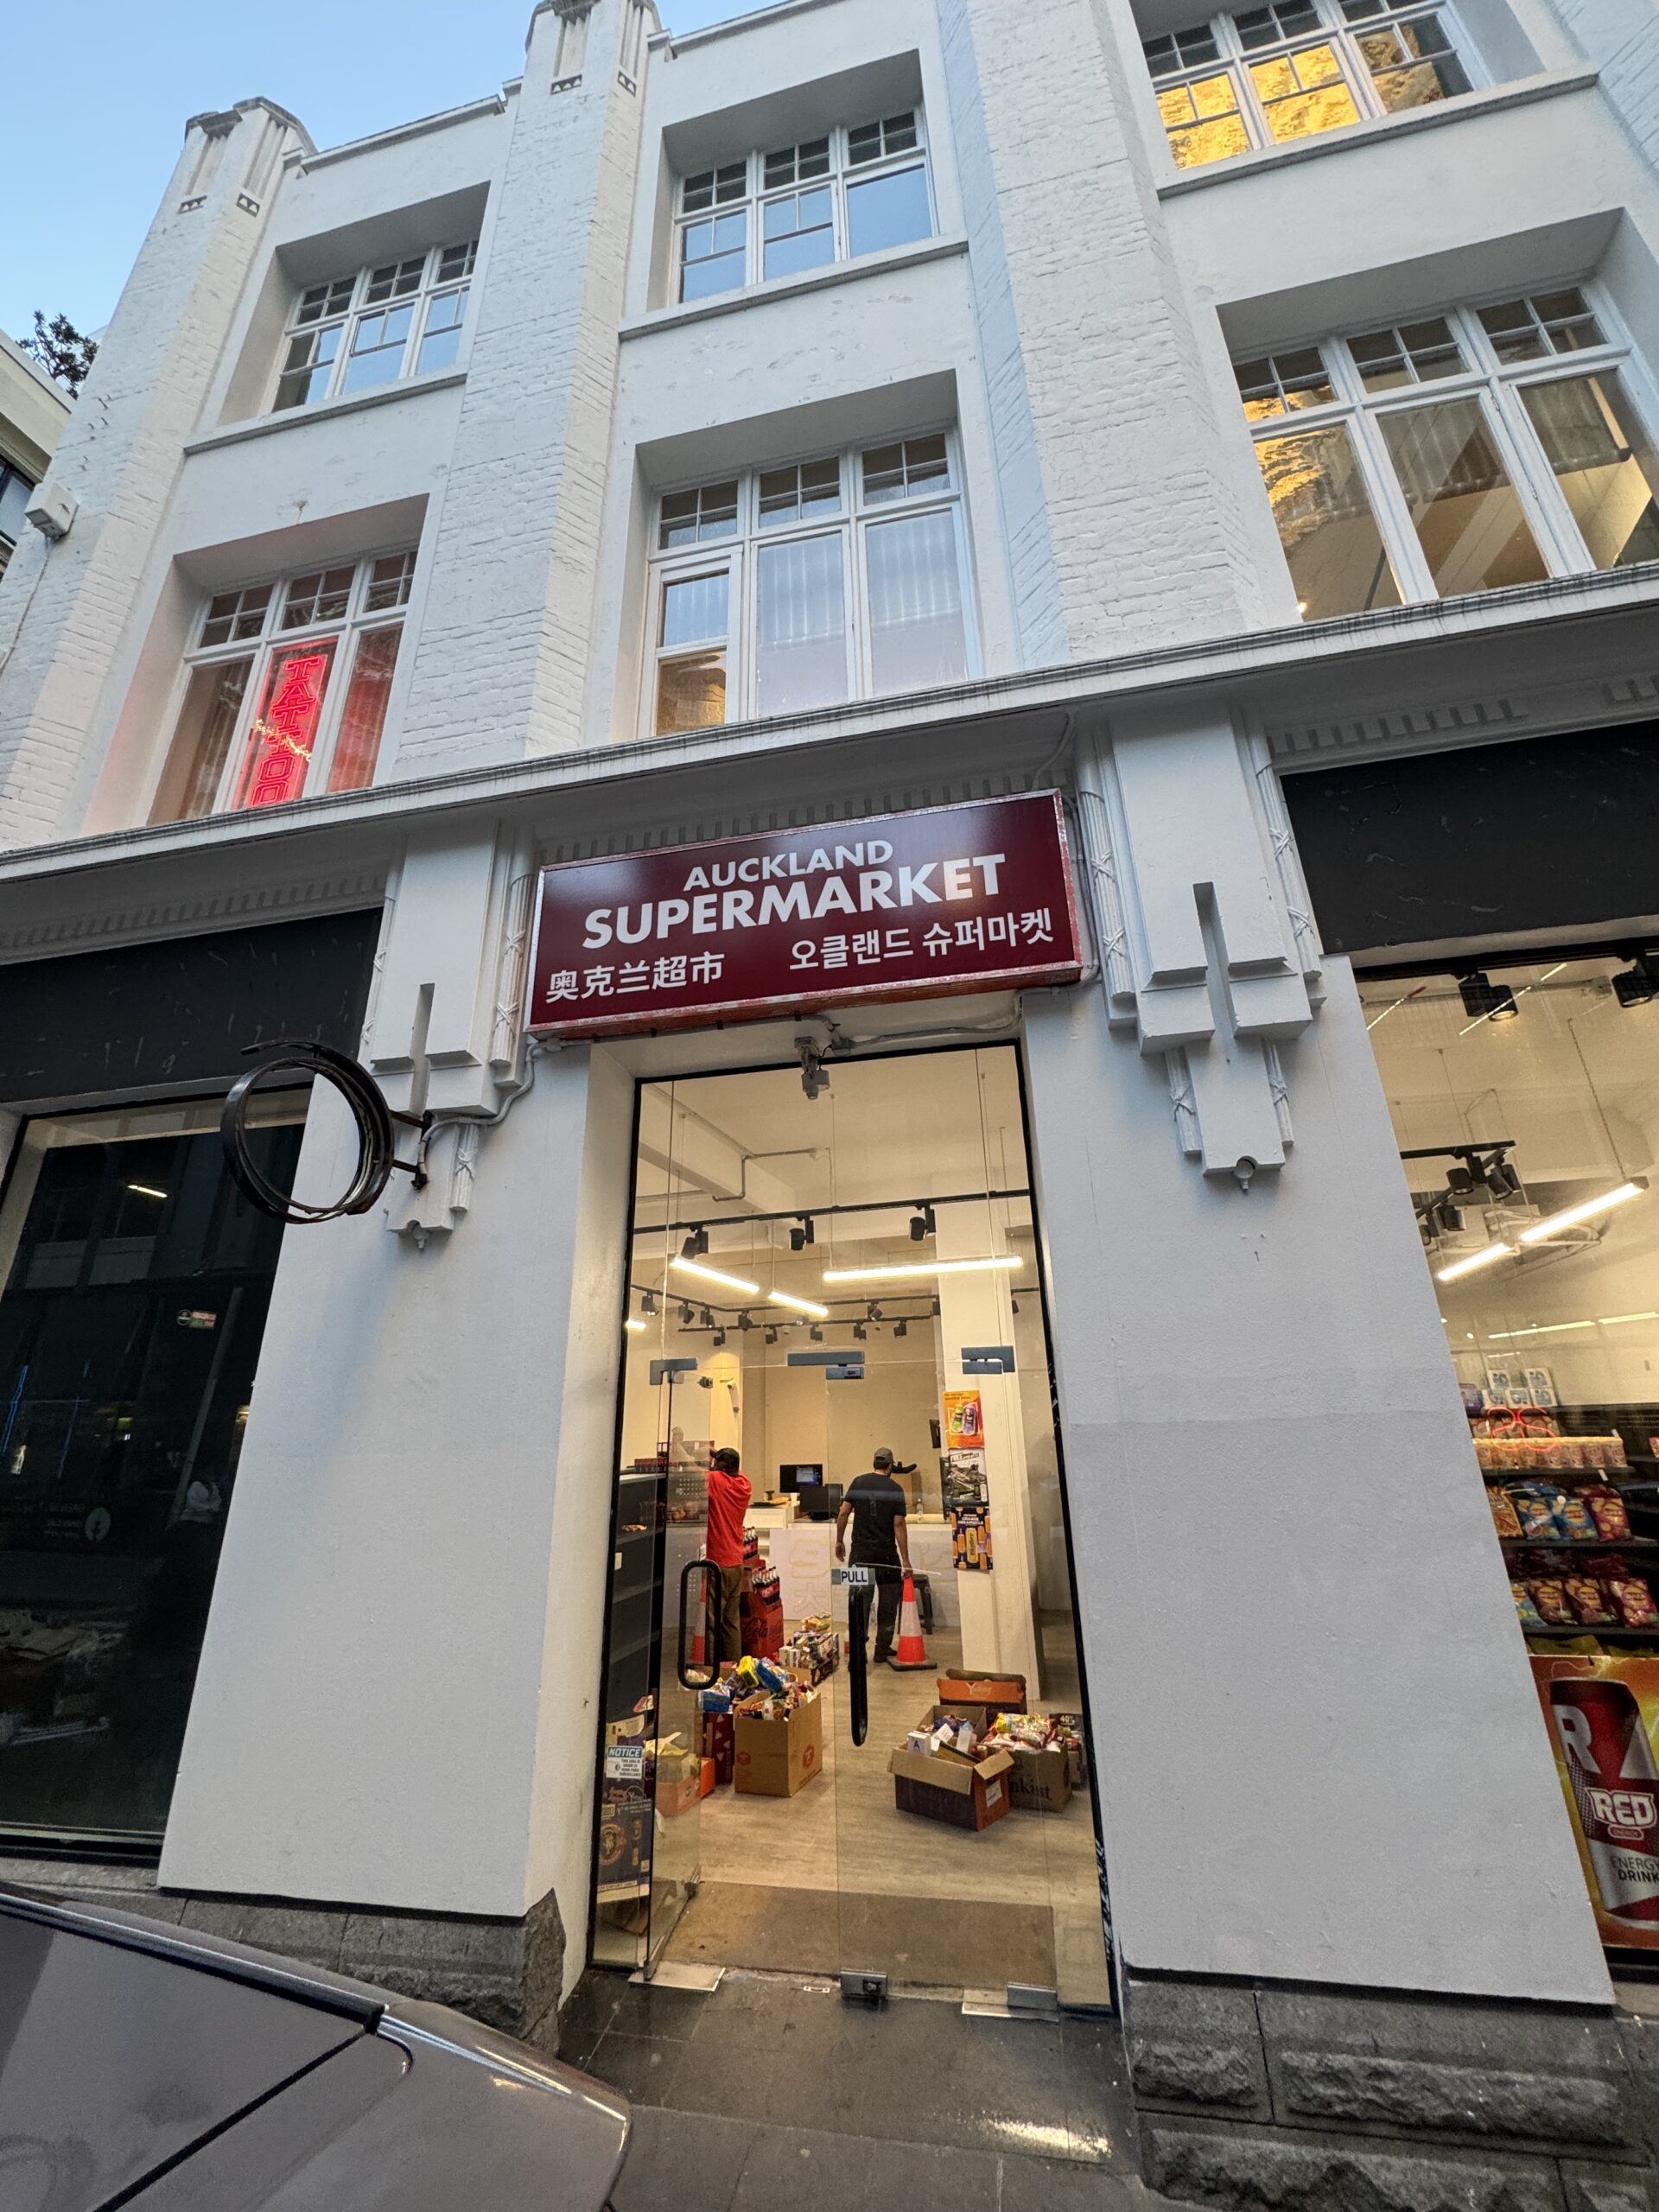 TATTOO
AUCKLAND
SUPERMARKET
奥克兰超市
오클랜드 슈퍼마켓
PULL
NOTICE
RED
ENERGY
DRINK